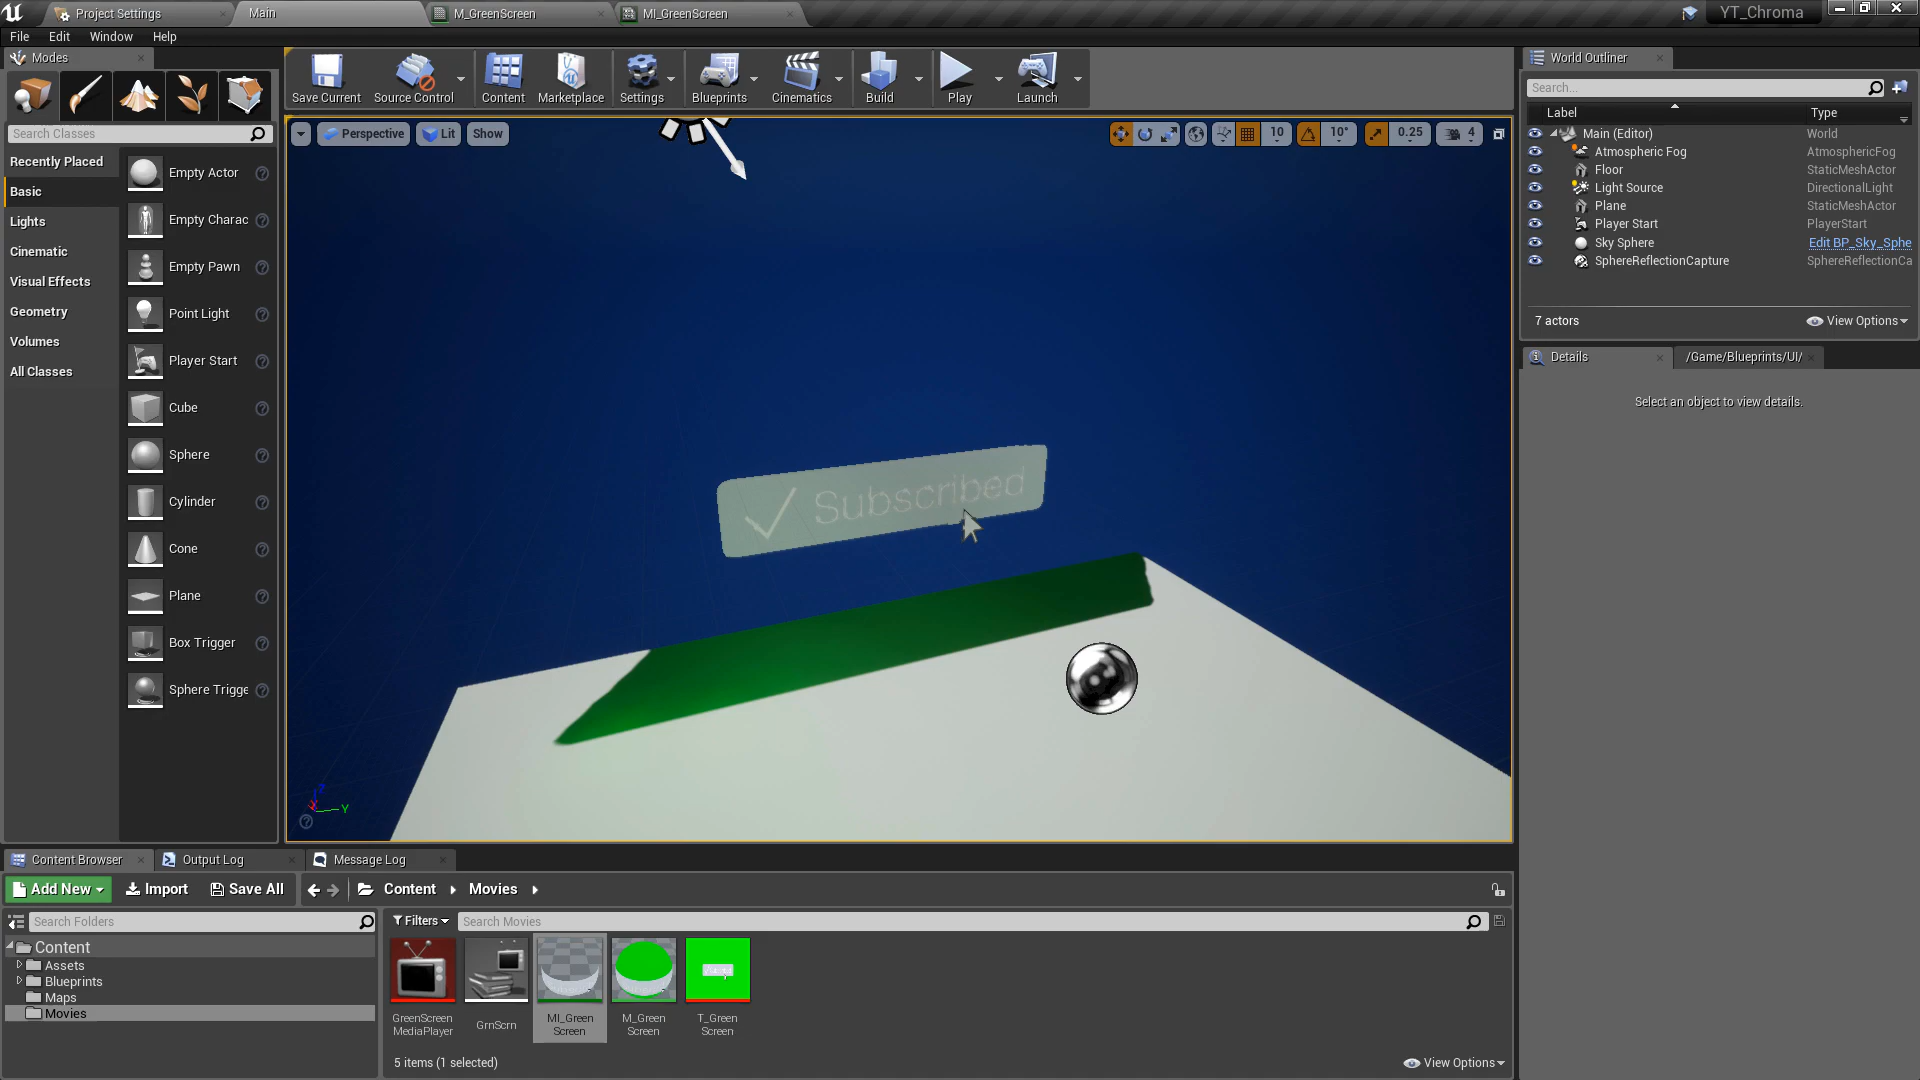 Project Settings
Main
M_GreenScreen
MI_GreenScreen
YT_Chroma
File Edit Window Help
Modes
Search Classes
Recently Placed
Basic
Lights
Cinematic
Visual Effects
Geometry
Volumes
All Classes
Empty Actor
Empty Charac
Empty Pawn
Point Light
Player Start
Cube
Sphere
Cylinder
Cone
Plane
Box Trigger
Sphere Trigge
Save Current
Source Control
Content
Marketplace
Settings
Blueprints
Cinematics
Build
Play
Launch
Perspective
Lit
Show
10
10°
0.25
4
Subscribed
X
Y
World Outliner
Search...
Label Type
Main (Editor) World
Atmospheric Fog AtmosphericFog
Floor StaticMeshActor
Light Source DirectionalLight
Plane StaticMeshActor
Player Start PlayerStart
Sky Sphere Edit BP_Sky_Sphe
SphereReflectionCapture SphereReflectionCa
7 actors
View Options
Details
/Game/Blueprints/UI/
Select an object to view details.
Content Browser
Output Log
Message Log
Add New
Import
Save All
Content
Movies
Search Folders
Content
Assets
Blueprints
Maps
Movies
Filters
Search Movies
GreenScreen
MediaPlayer
GrnScrn
MI_Green
Screen
M_Green
Screen
T_Green
Screen
5 items (1 selected)
View Options